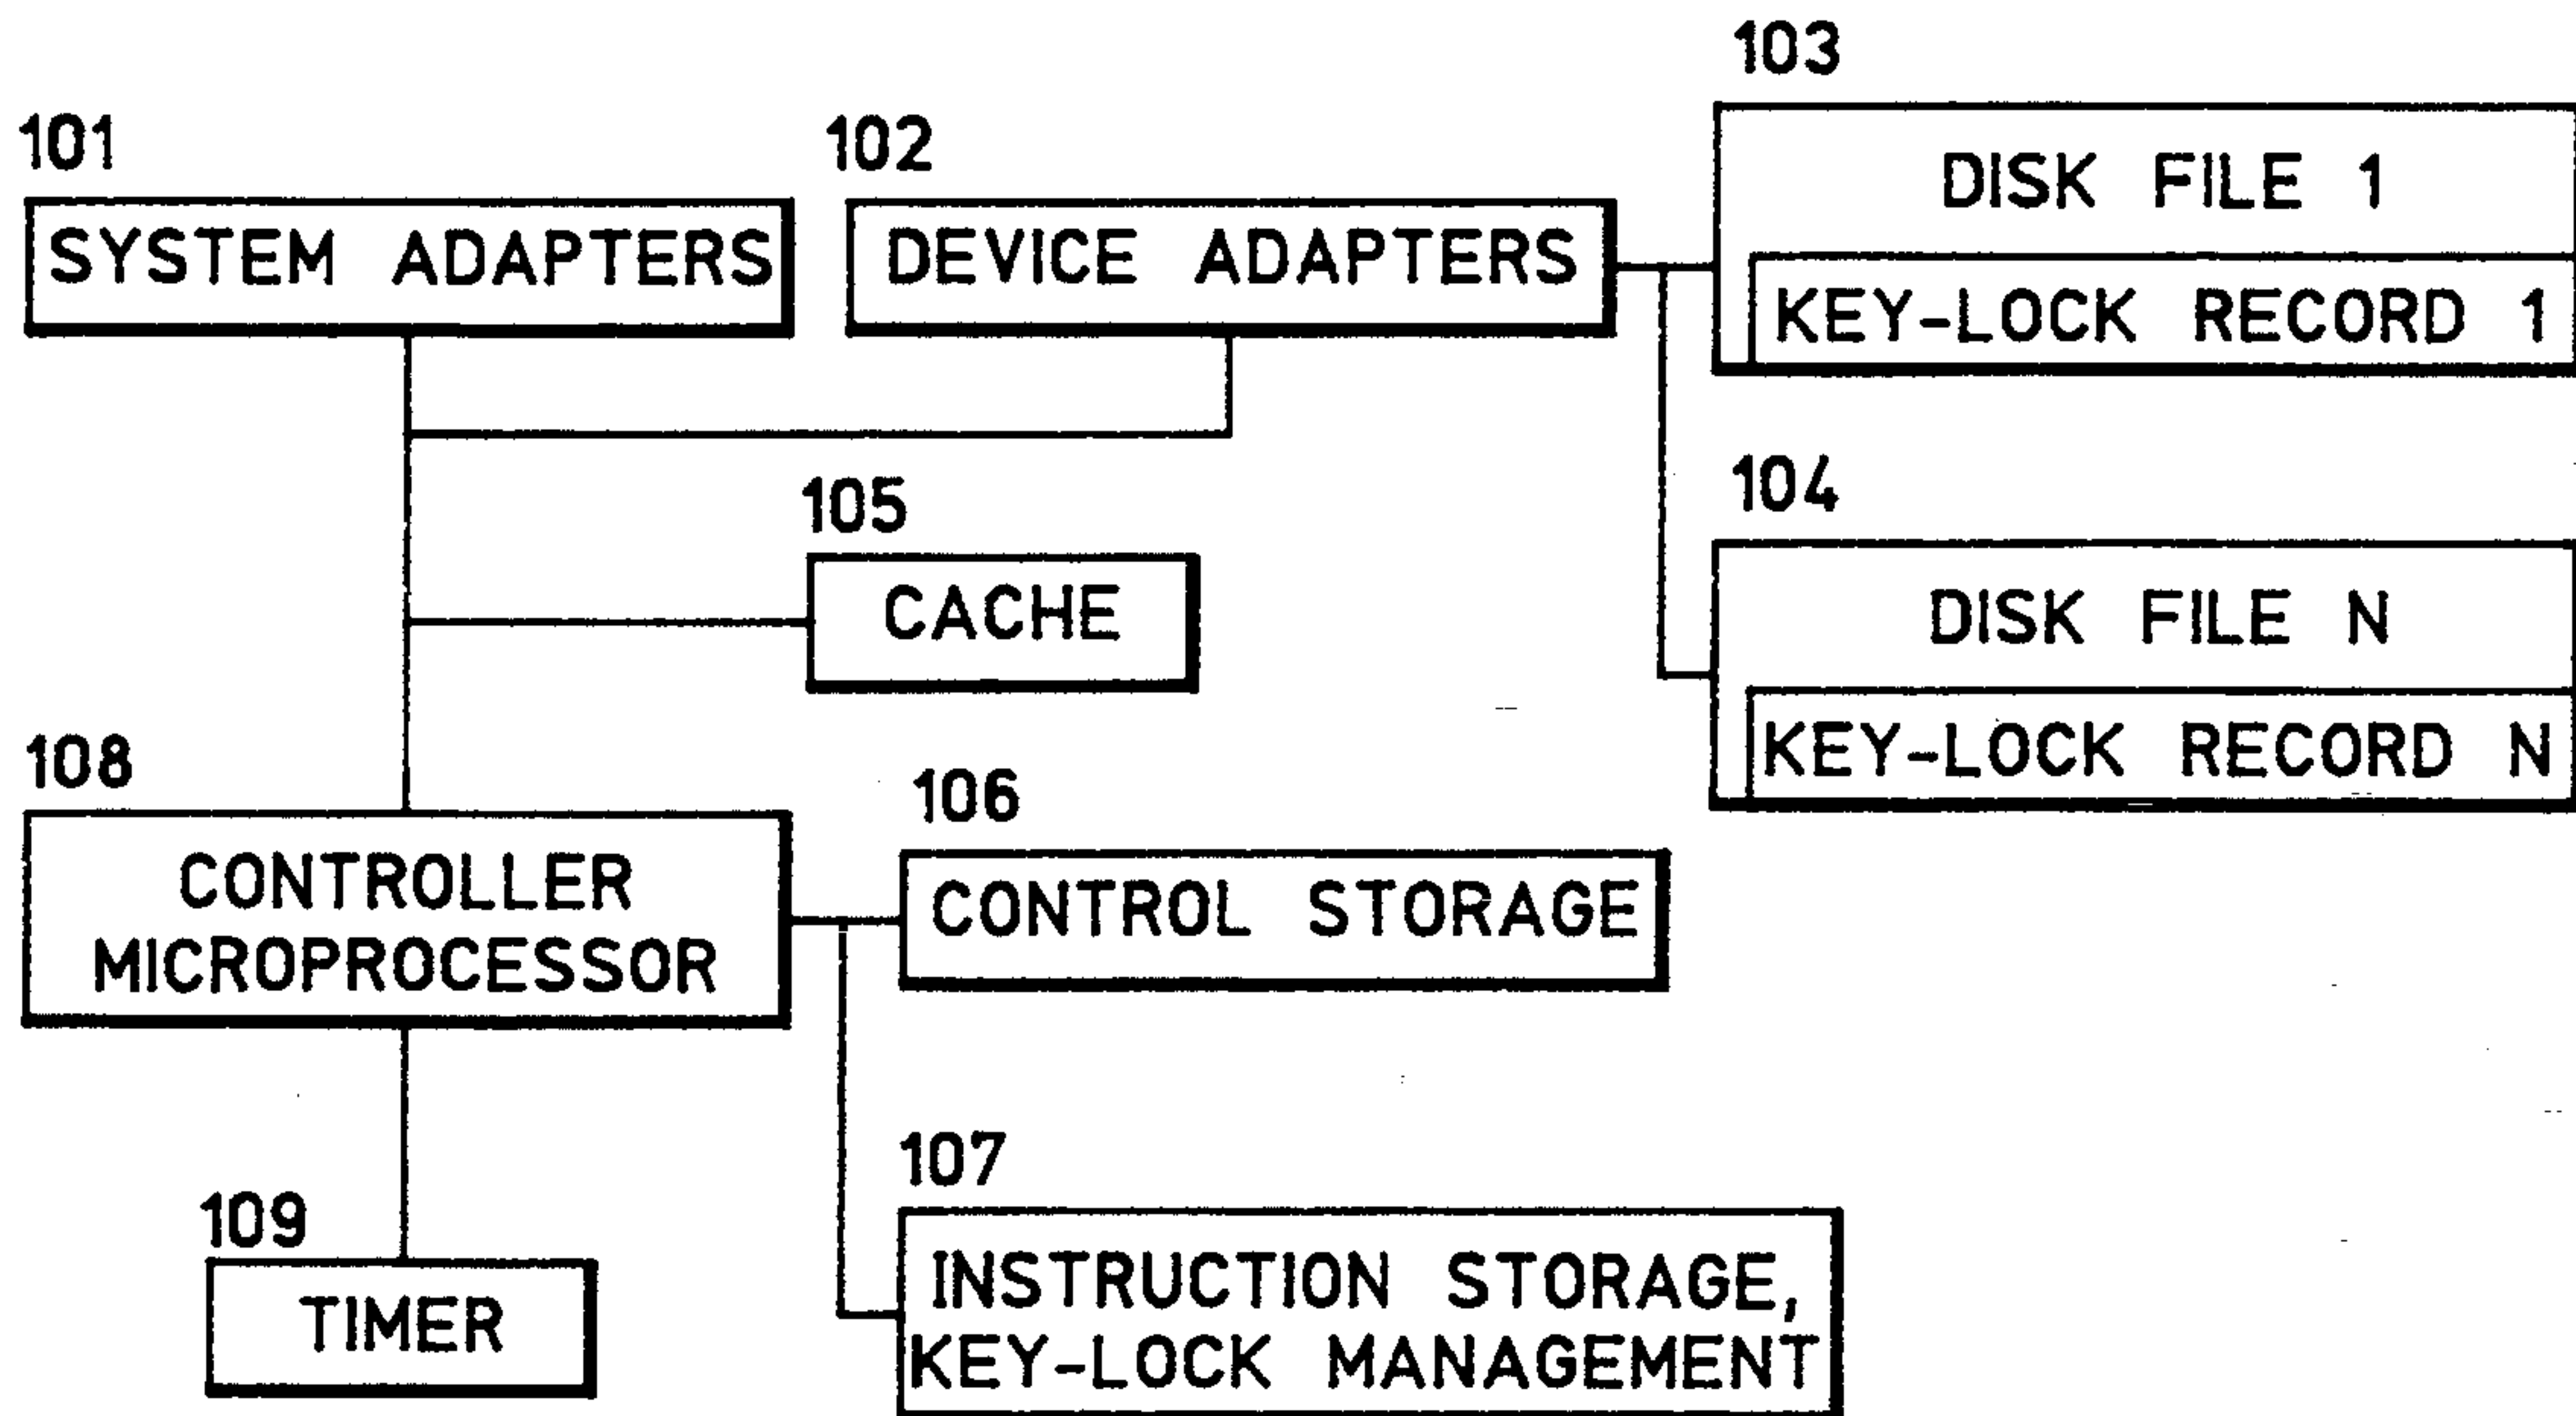 101
SYSTEM ADAPTERS
102
DEVICE ADAPTERS
103
DISK FILE 1
KEY-LOCK RECORD 1
104
DISK FILE N
KEY-LOCK RECORD N
105
CACHE
108
CONTROLLER
MICROPROCESSOR
106
CONTROL STORAGE
107
INSTRUCTION STORAGE,
KEY-LOCK MANAGEMENT
109
TIMER